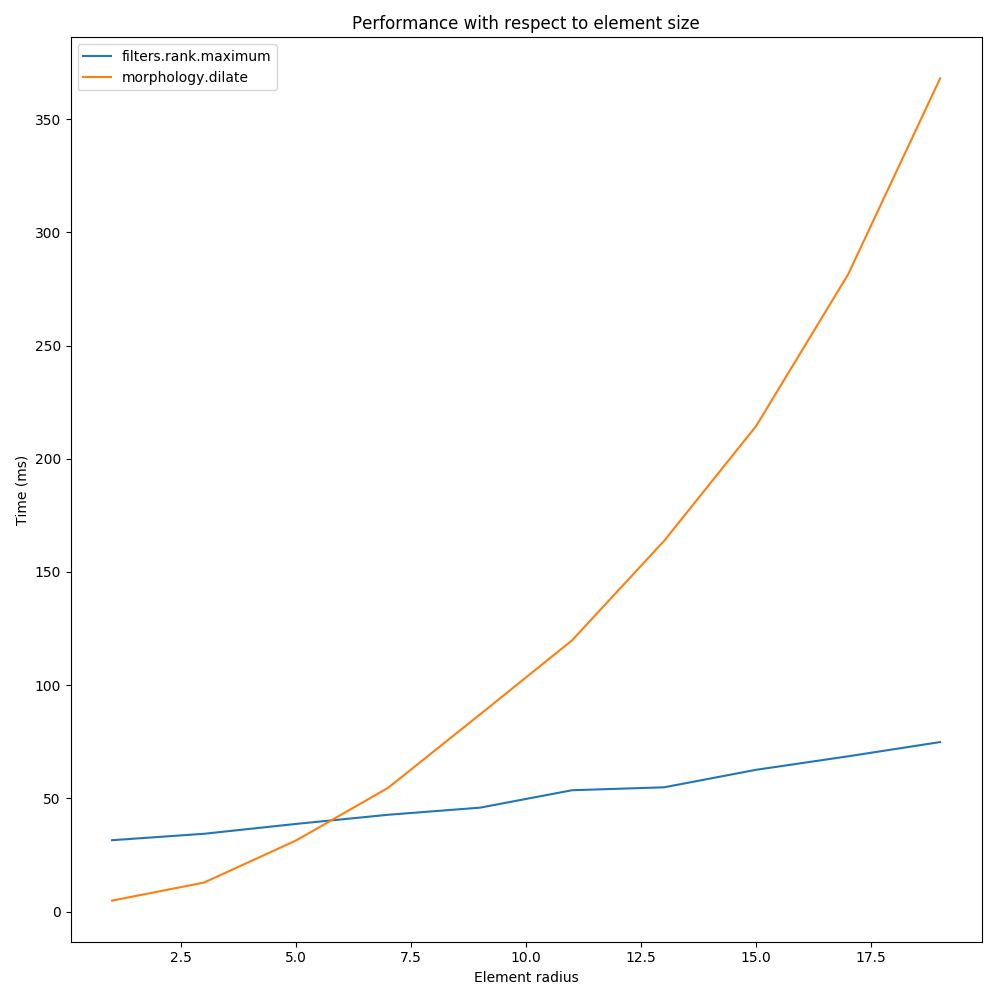 Performance with respect to element size
filters.rank.maximum
morphology.dilate
350
300
250
200
150
100
50
0
Time (ms)
2.5 5.0 7.5 10.0 12.5 15.0 17.5
Element radius